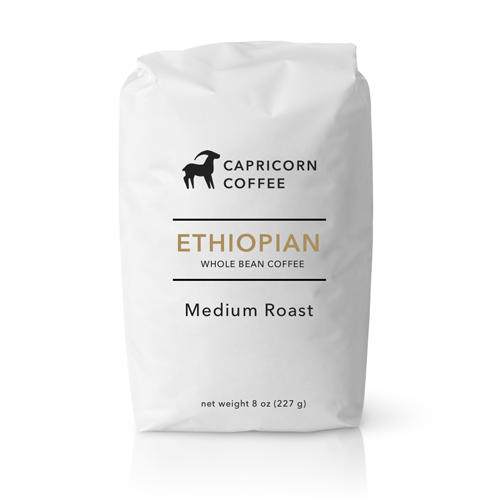 CAPRICORN
COFFEE
ETHIOPIAN
WHOLE BEAN COFFEE
Medium Roast
net weight 8 oz (227 g)